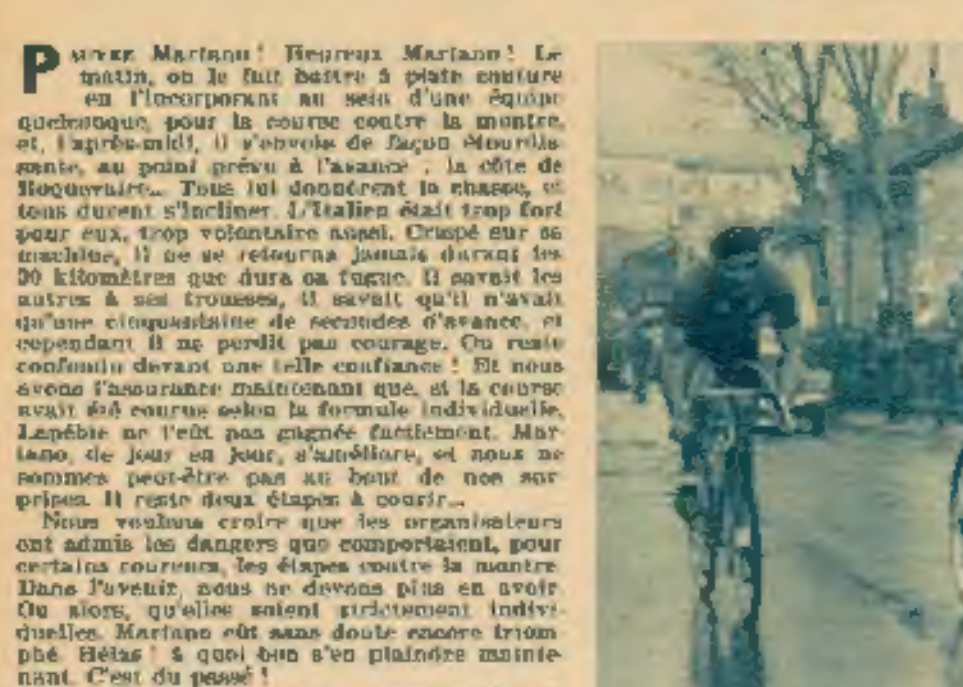 PAUVRE Mariano ! Heureux Mariano ! Le
matin, on le fait battre à plate couture
en l'incorporant au sein d'une équipe
quelconque, pour la course contre la montre,
et, l'après-midi, il s'envole de façon étourdis-
sante, au point prévu à l'avance : la côte de
Roquevaire... Tous lui donnèrent la chasse, et
tous durent s'incliner. L'Italien était trop fort
pour eux, trop volontaire aussi. Crispé sur sa
machine, il ne se retourna jamais durant les
30 kilomètres que dura sa fugue. Il savait les
autres à ses trousses, il savait qu'il n'avait
qu'une cinquantaine de secondes d'avance, et
cependant il ne perdit pas courage. On reste
confondu devant une telle confiance ! Et nous
avons l'assurance maintenant que, si la course
avait été courue selon la formule individuelle,
Lapébie ne l'eût pas gagnée facilement. Mar-
iano, de jour en jour, s'améliore, et nous ne
sommes peut-être pas au bout de nos sur-
prises. Il reste deux étapes à courir...
Nous voulons croire que les organisateurs
ont admis les dangers que comportaient, pour
certains coureurs, les étapes contre la montre.
Dans l'avenir, nous ne devons plus en avoir.
Ou alors, qu'elles soient strictement indivi-
duelles. Mariano eût sans doute encore triom-
phé. Hélas ! à quoi bon s'en plaindre mainte-
nant. C'est du passé !